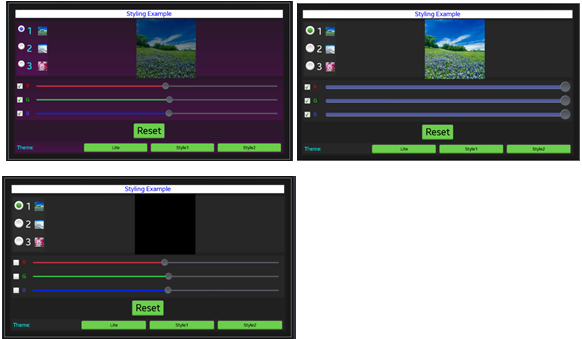 Styling Example
1
2
3
R
G
B
Reset
Theme
Lite
Style1
Style2
Styling Example
1
2
3
R
G
B
Reset
Theme
Lite
Style1
Style2
Styling Example
1
2
3
R
G
B
Reset
Theme
Lite
Style1
Style2